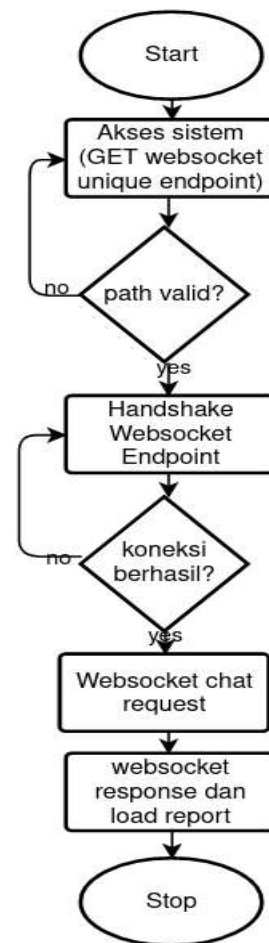 Start
Akses sistem
(GET websocket
unique endpoint)
no
path valid?
yes
Handshake
Websocket
Endpoint
no
koneksi
berhasil?
yes
Websocket chat
request
websocket
response dan
load report
Stop